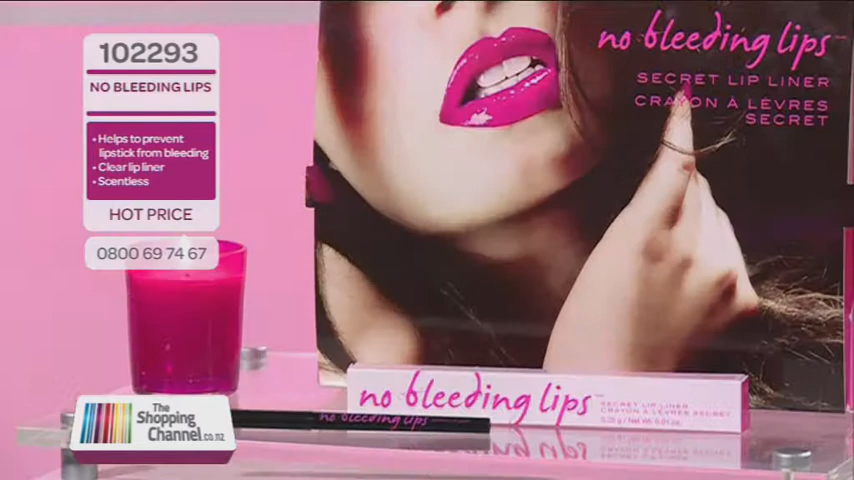 102293
NO BLEEDING LIPS
• Helps to prevent
lipstick from bleeding
• Clear lip liner
• Scentless
HOT PRICE
0800 69 74 67
no bleeding lips
SECRET LIP LINER
CRAYON À LÈVRES
SECRET
no bleeding lips
SECRET LIP LINER
CRAYON À LÈVRES SECRET
no bleeding lips
The
Shopping
Channel.co.nz